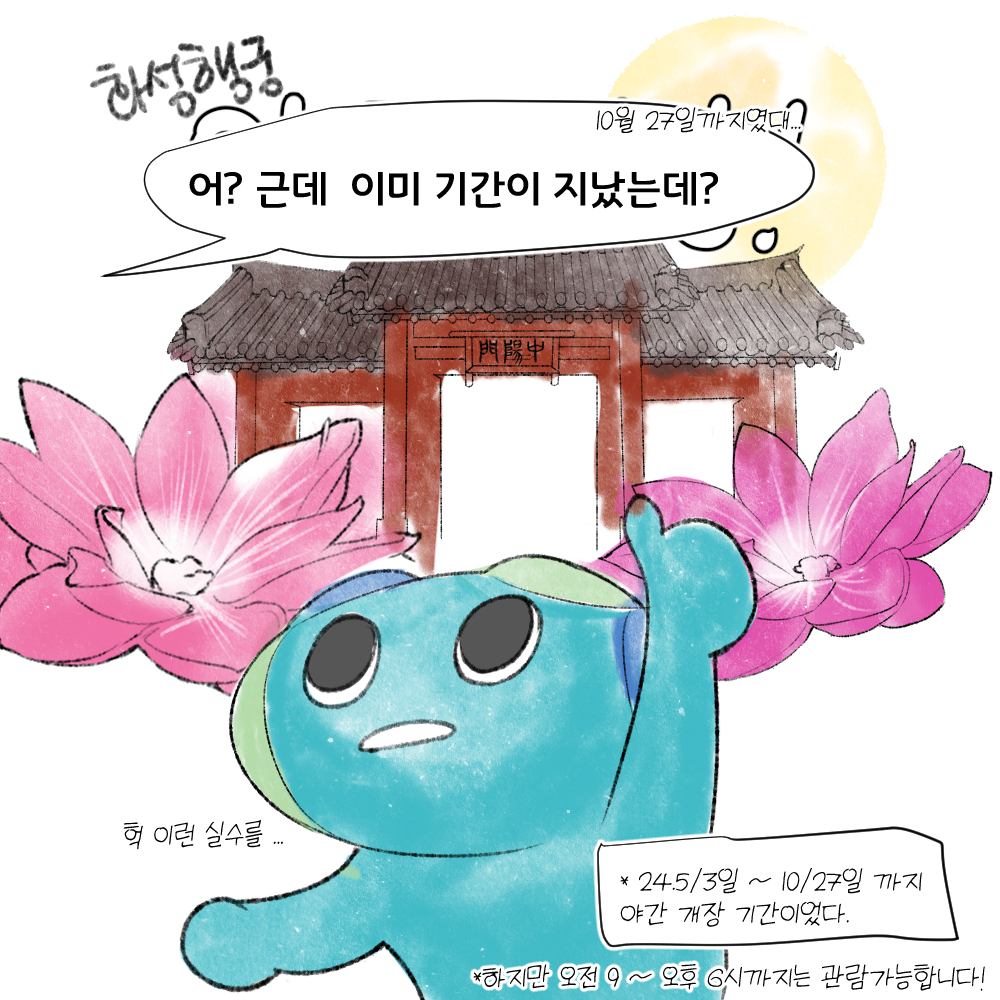 화성행궁
10월 27일까지였대...
어? 근데 이미 기간이 지났는데?
中陽門
헉 이런 실수를 ...
* 24.5/3일 ~ 10/27일 까지
야간 개장 기간이었다.
*하지만 오전 9 ~ 오후 6시까지는 관람가능합니다!